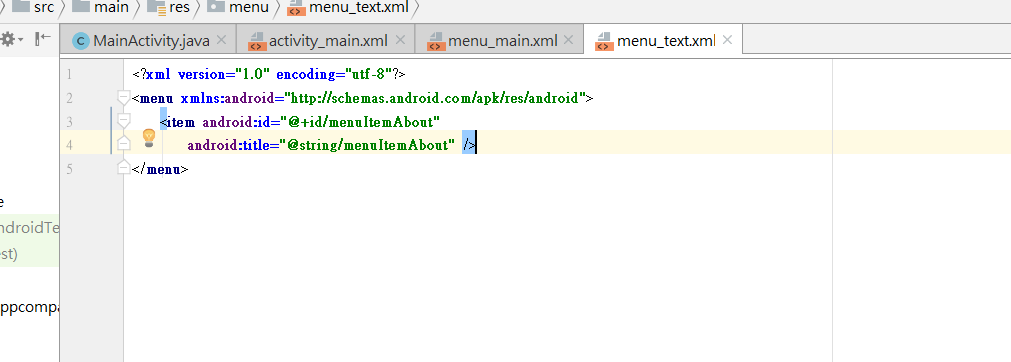 src main res menu menu_text.xml
MainActivity.java activity_main.xml menu_main.xml menu_text.xml
1 <?xml version="1.0" encoding="utf-8"?>
2 <menu xmlns:android="http://schemas.android.com/apk/res/android">
3 <item android:id="@+id/menuItemAbout"
4 android:title="@string/menuItemAbout" />
5 </menu>
e
ndroidTe
est)
ppcompa